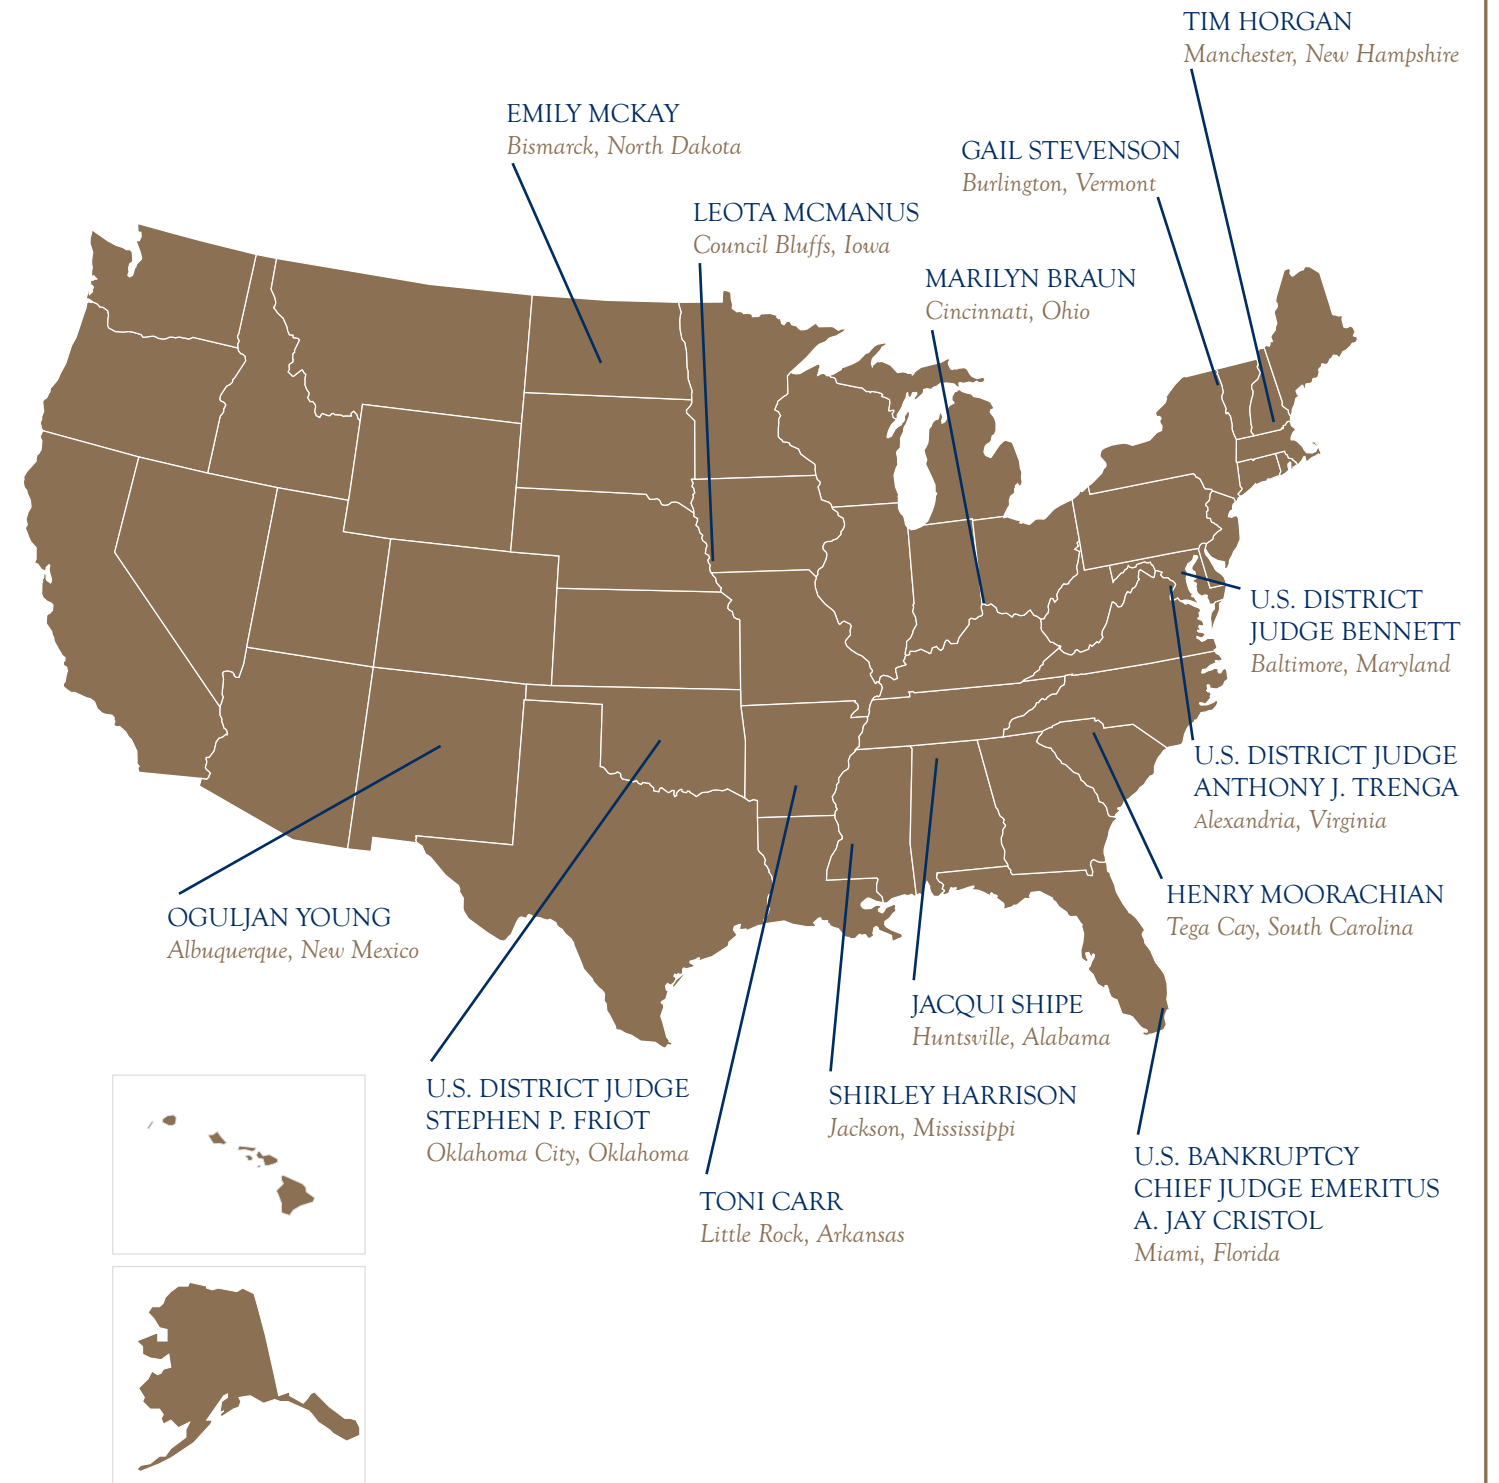 TIM HORGAN
Manchester, New Hampshire
EMILY MCKAY
Bismarck, North Dakota
GAIL STEVENSON
Burlington, Vermont
LEOTA MCMANUS
Council Bluffs, Iowa
MARILYN BRAUN
Cincinnati, Ohio
U.S. DISTRICT
JUDGE BENNETT
Baltimore, Maryland
U.S. DISTRICT JUDGE
ANTHONY J. TRENGA
Alexandria, Virginia
HENRY MOORACHIAN
Tega Cay, South Carolina
OGULJAN YOUNG
Albuquerque, New Mexico
JACQUI SHIPE
Huntsville, Alabama
U.S. DISTRICT JUDGE
STEPHEN P. FRIOT
Oklahoma City, Oklahoma
SHIRLEY HARRISON
Jackson, Mississippi
U.S. BANKRUPTCY
CHIEF JUDGE EMERITUS
A. JAY CRISTOL
Miami, Florida
TONI CARR
Little Rock, Arkansas